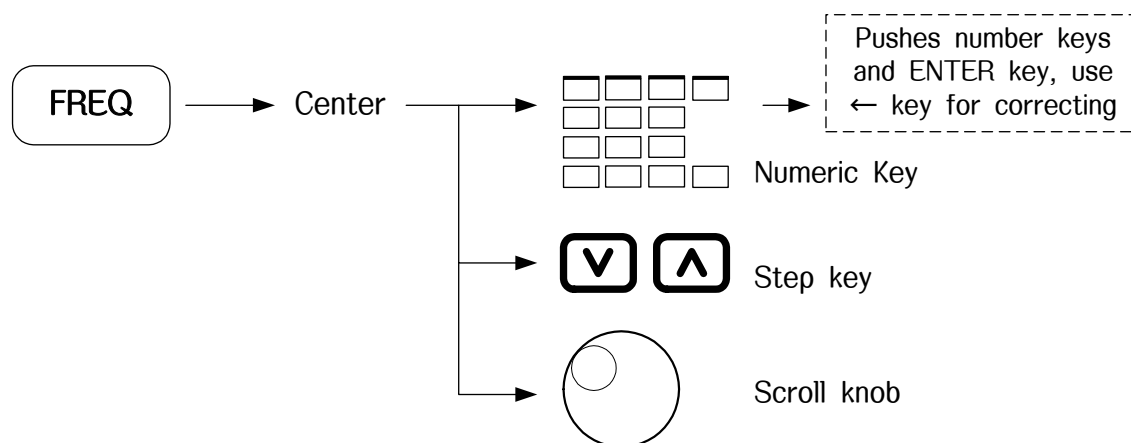 Pushes number keys
and ENTER key, use
← key for correcting
FREQ
Center
Numeric Key
Step key
Scroll knob